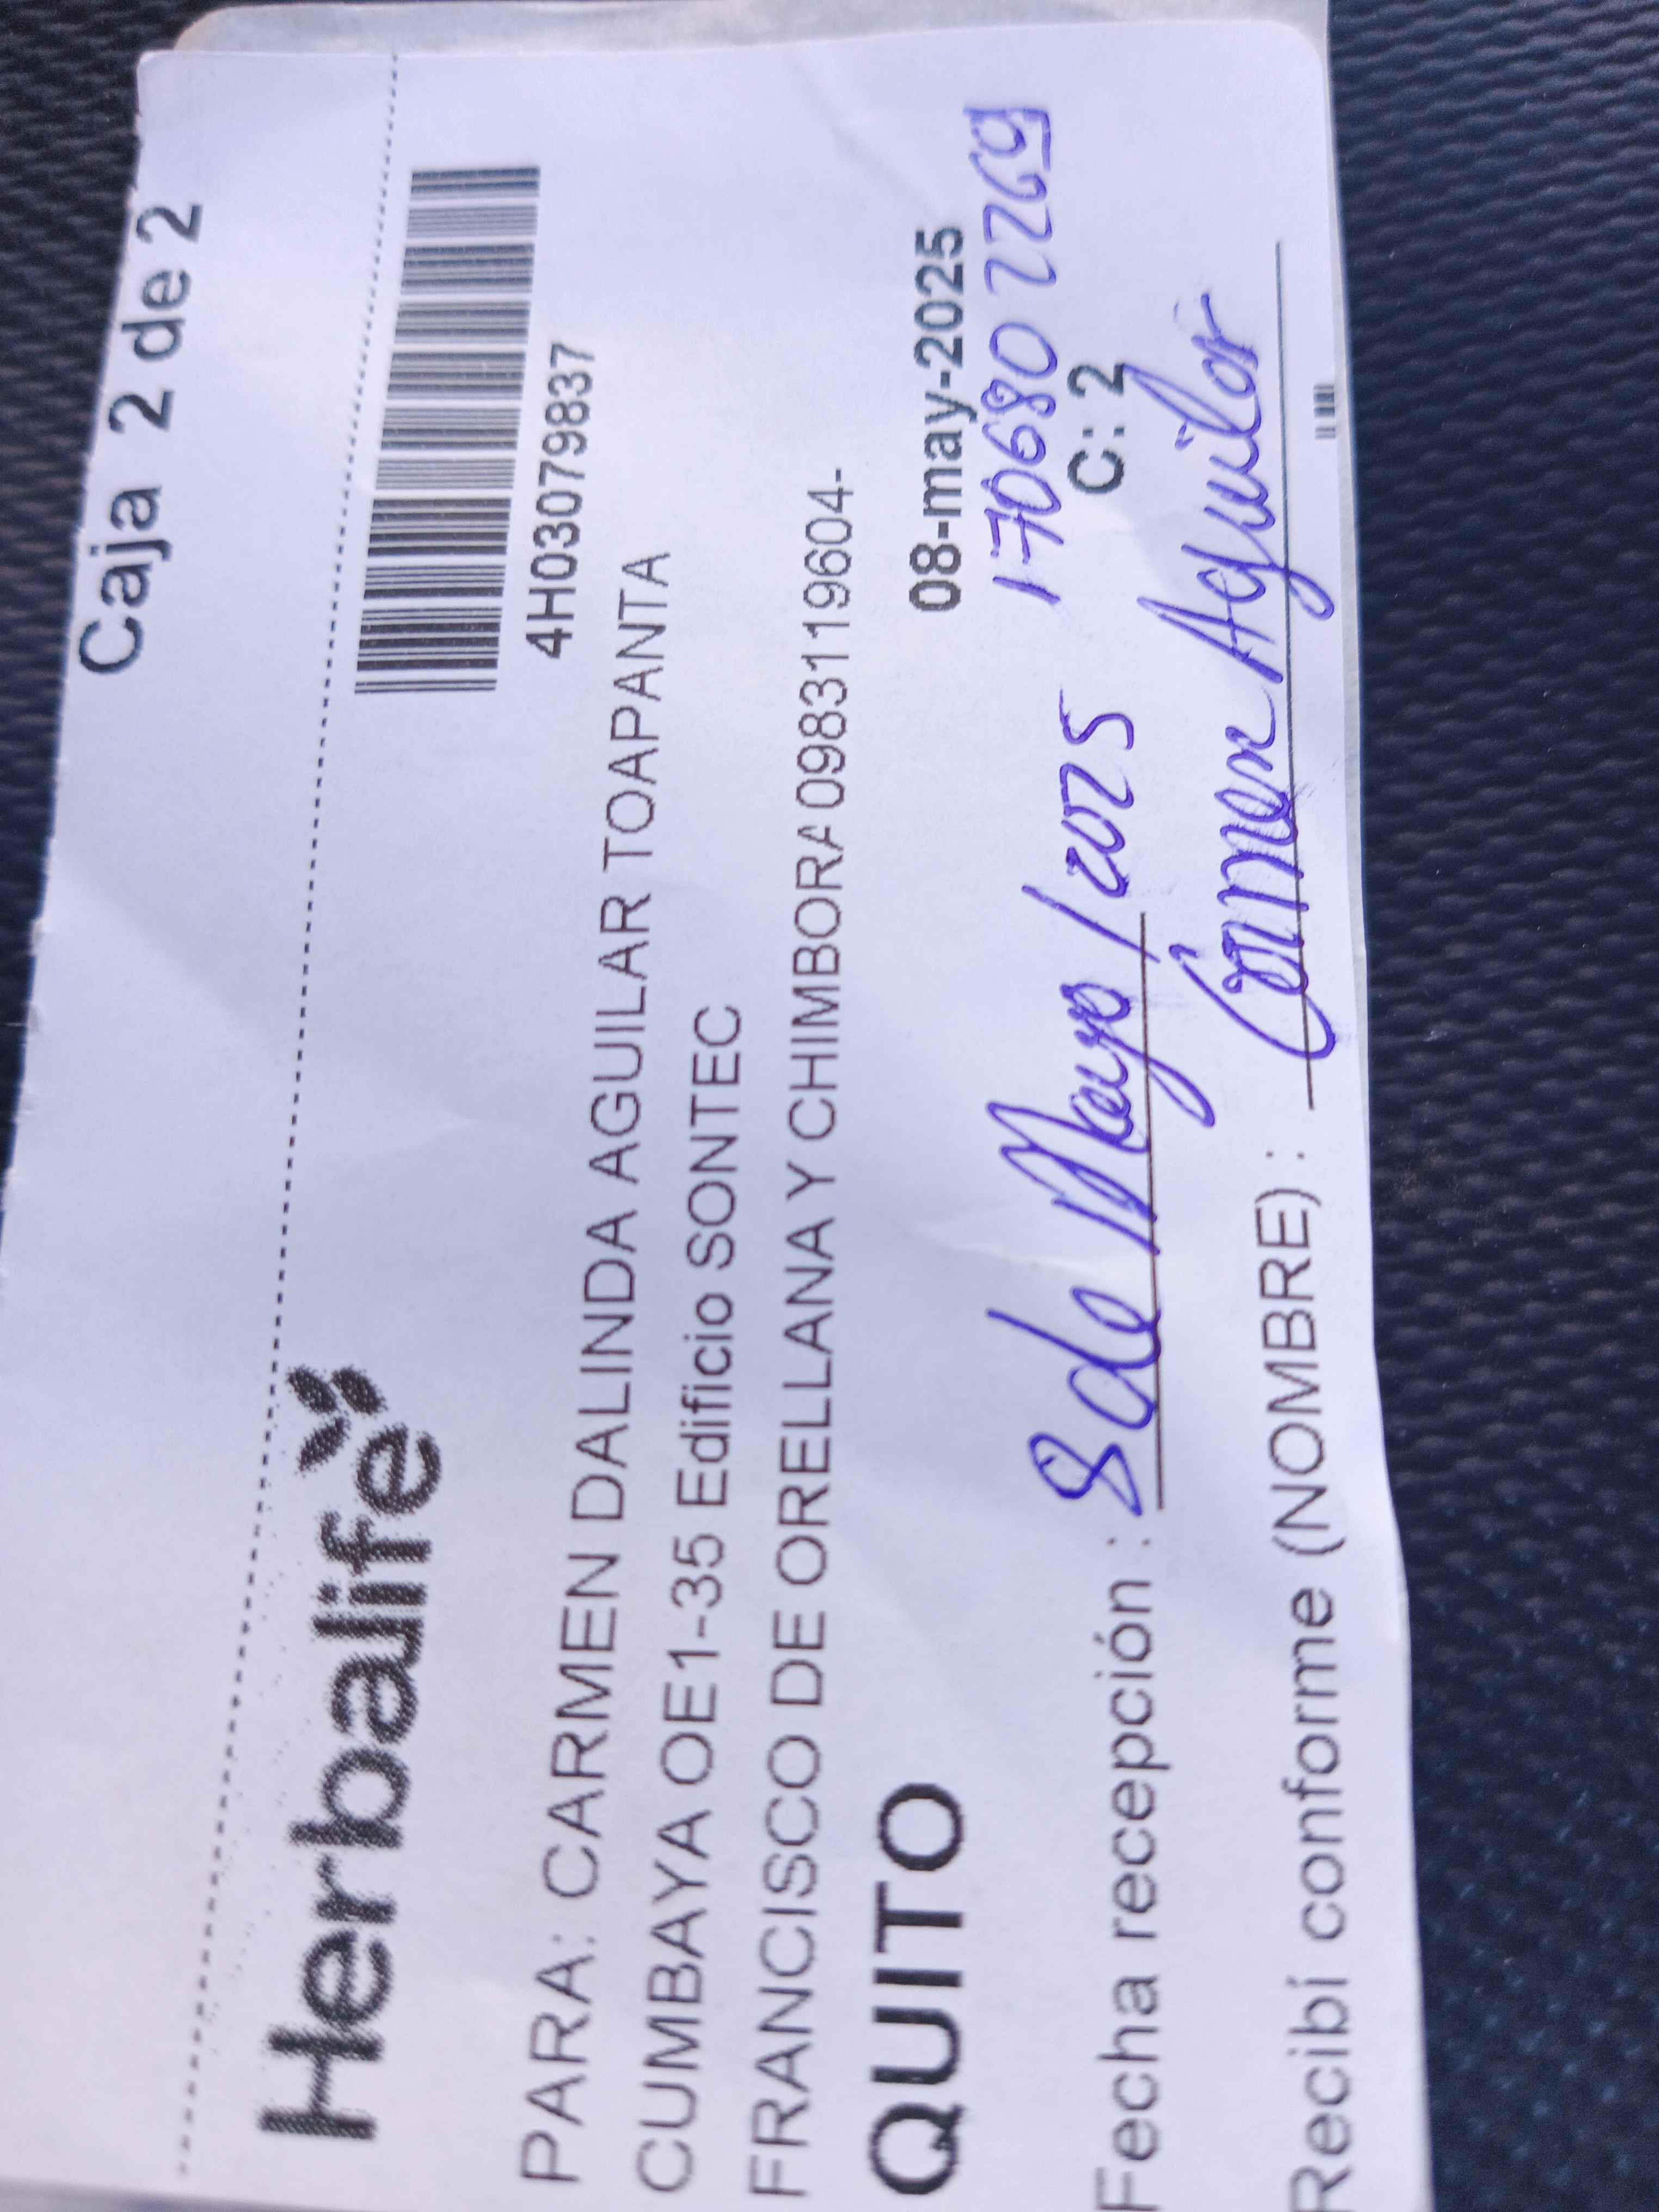 Caja 2 de 2
Herbalife
4H03079837
PARA: CARMEN DALINDA AGUILAR TOAPANTA
CUMBAYA OE1-35 Edificio SONTEC
FRANCISCO DE ORELLANA Y CHIMBORA 0983119604-
QUITO 08-may-2025
1706802269
Fecha recepción : 8 de Mayo / 2025 C: 2
Recibí conforme (NOMBRE) : Carmen Aguilar